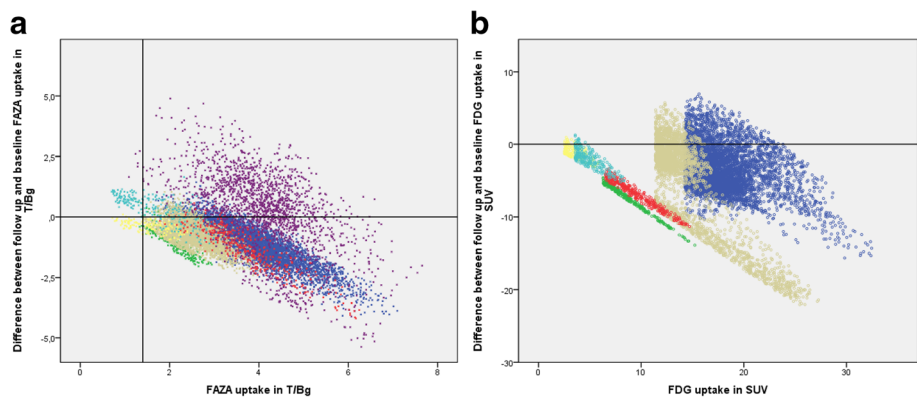 a
b
Difference between follow up and baseline FAZA uptake in
T/Bg
5,0
2,5
,0
-2,5
-5,0
0
2
4
6
8
FAZA uptake in T/Bg
Difference between follow up and baseline FDG uptake in
SUV
10
0
-10
-20
-30
0
10
20
30
FDG uptake in SUV